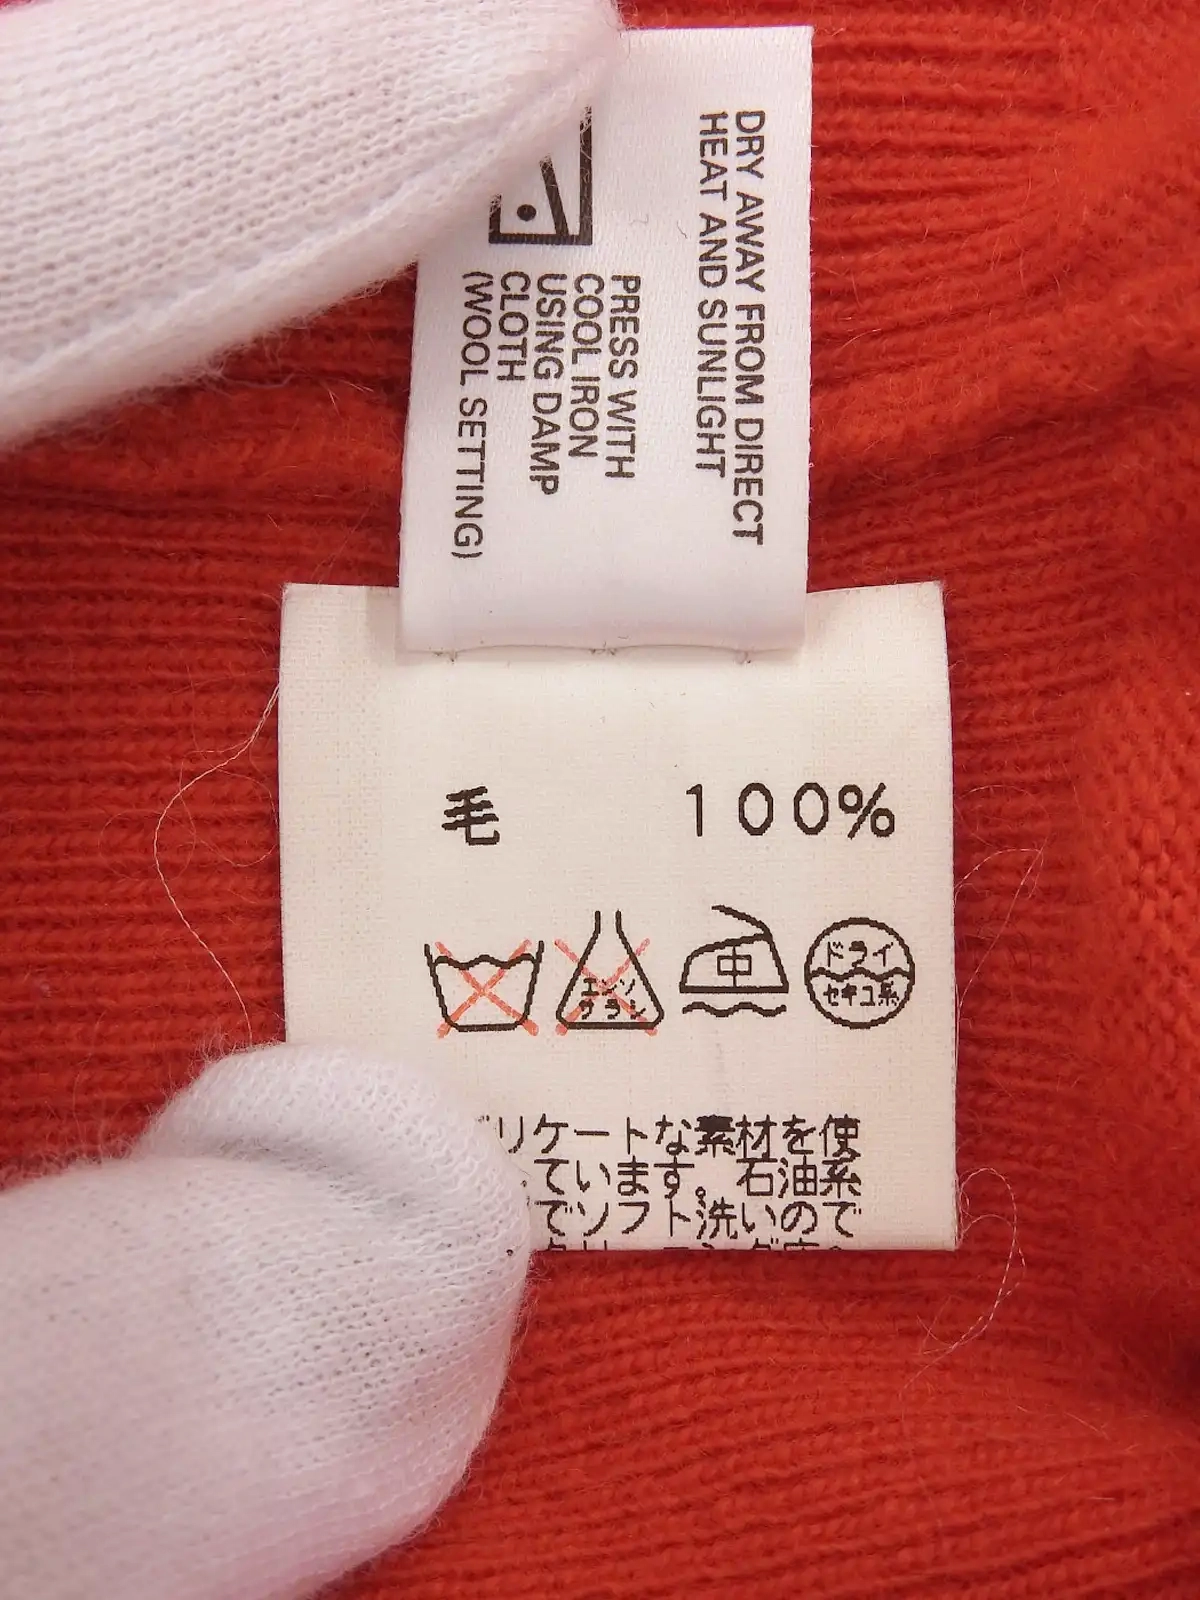 DRY AWAY FROM DIRECT
HEAT AND SUNLIGHT
PRESS WITH
COOL IRON
USING DAMP
CLOTH
(WOOL SETTING)
毛 100%
エンソ
サラシ
中
ドライ
セキユ系
リケートな素材を使
ています。石油系
でソフト洗いので